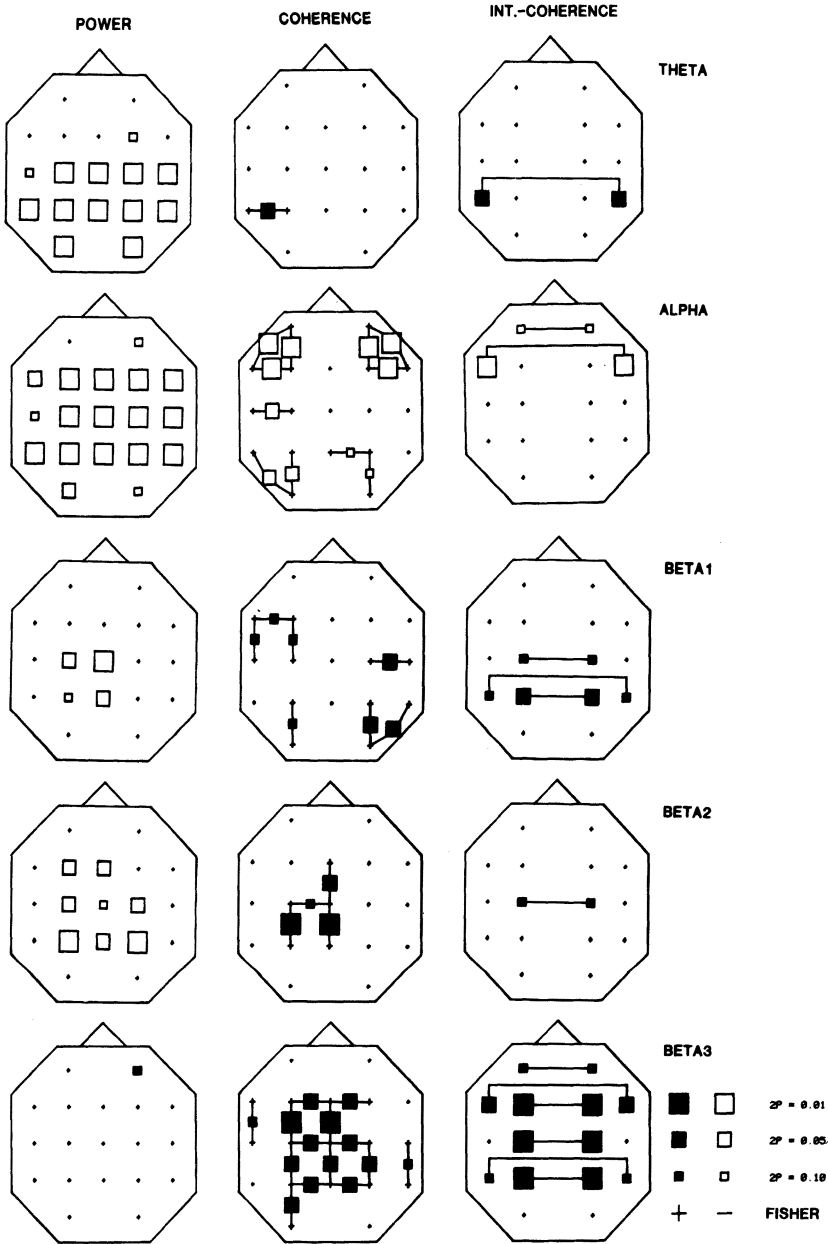 POWER COHERENCE INT.-COHERENCE
THETA
ALPHA
BETA1
BETA2
BETA3
2P = 0.01
2P = 0.05
2P = 0.10
+ − FISHER